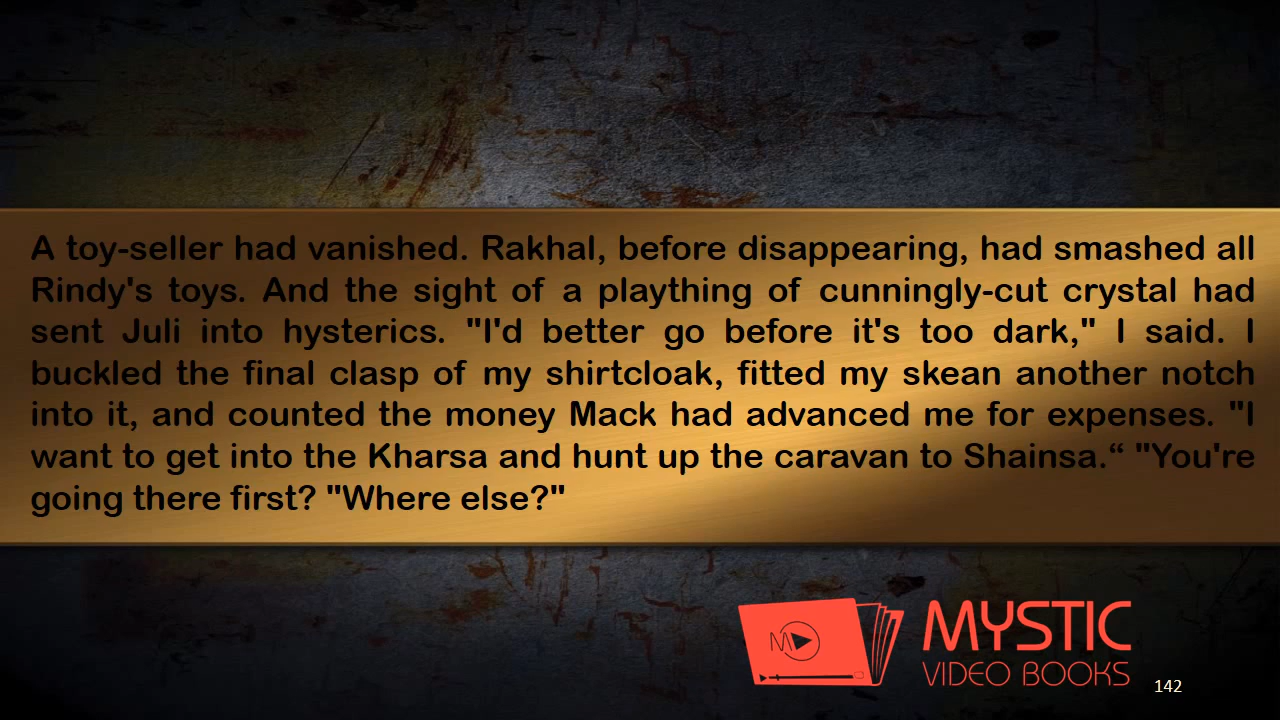 A toy-seller had vanished. Rakhal, before disappearing, had smashed all
Rindy's toys. And the sight of a plaything of cunningly-cut crystal had
sent Juli into hysterics. "I'd better go before it's too dark," I said. I
buckled the final clasp of my shirtcloak, fitted my skean another notch
into it, and counted the money Mack had advanced me for expenses. "I
want to get into the Kharsa and hunt up the caravan to Shainsa.“ "You're
going there first? "Where else?"
MYSTIC
VIDEO BOOKS
142